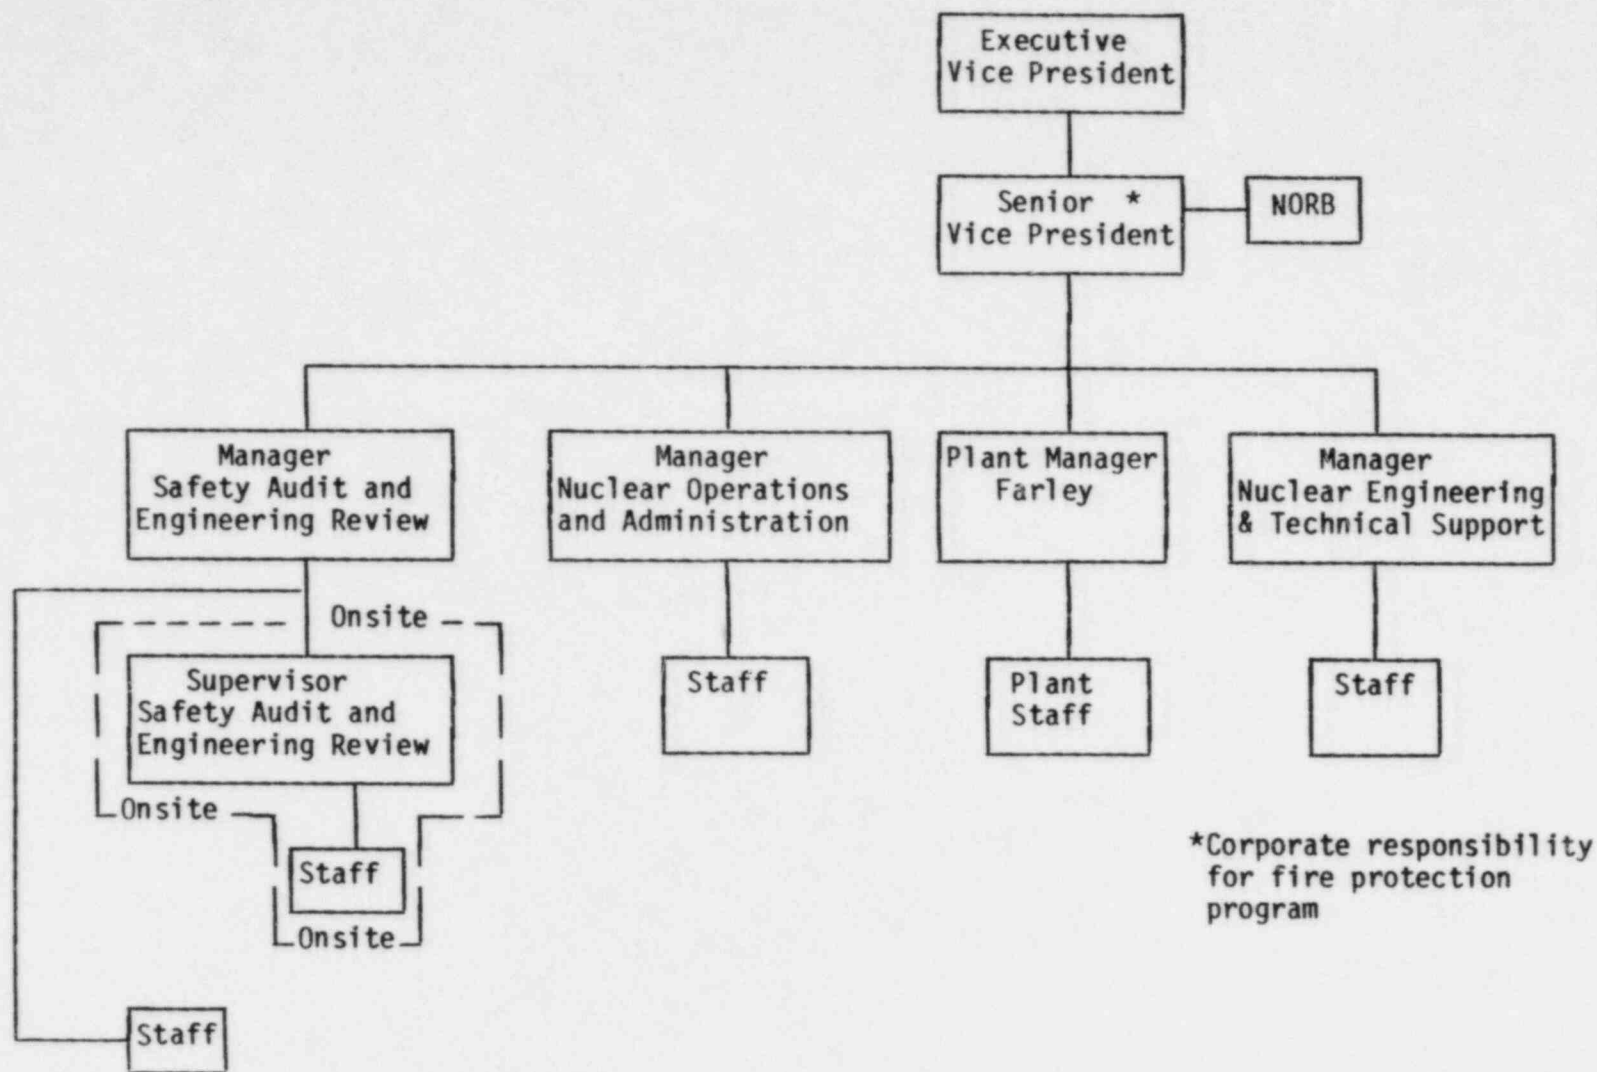 Executive
Vice President
Senior *
Vice President
NORB
Manager
Safety Audit and
Engineering Review
Manager
Nuclear Operations
and Administration
Plant Manager
Farley
Manager
Nuclear Engineering
& Technical Support
Onsite
Supervisor
Safety Audit and
Engineering Review
Staff
Plant
Staff
Staff
Onsite
Staff
Onsite
*Corporate responsibility
for fire protection
program
Staff